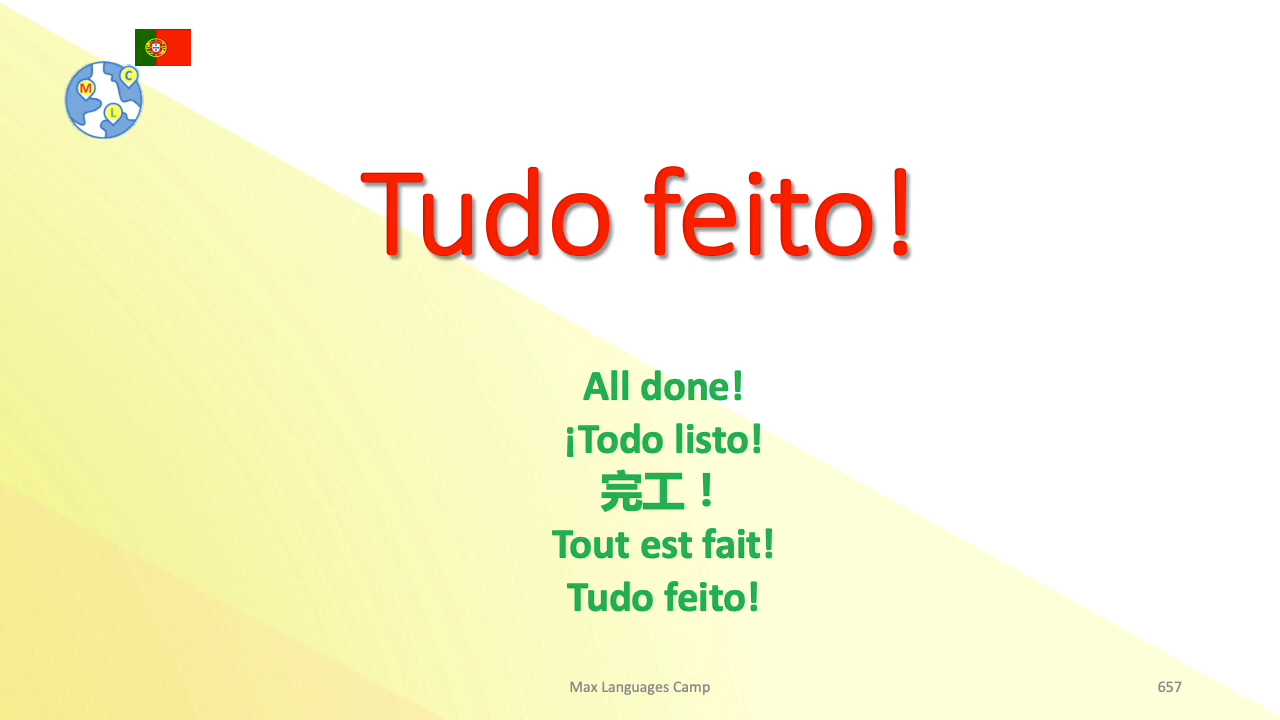 C
M
L
Tudo feito!
All done!
¡Todo listo!
完工！
Tout est fait!
Tudo feito!
Max Languages Camp
657